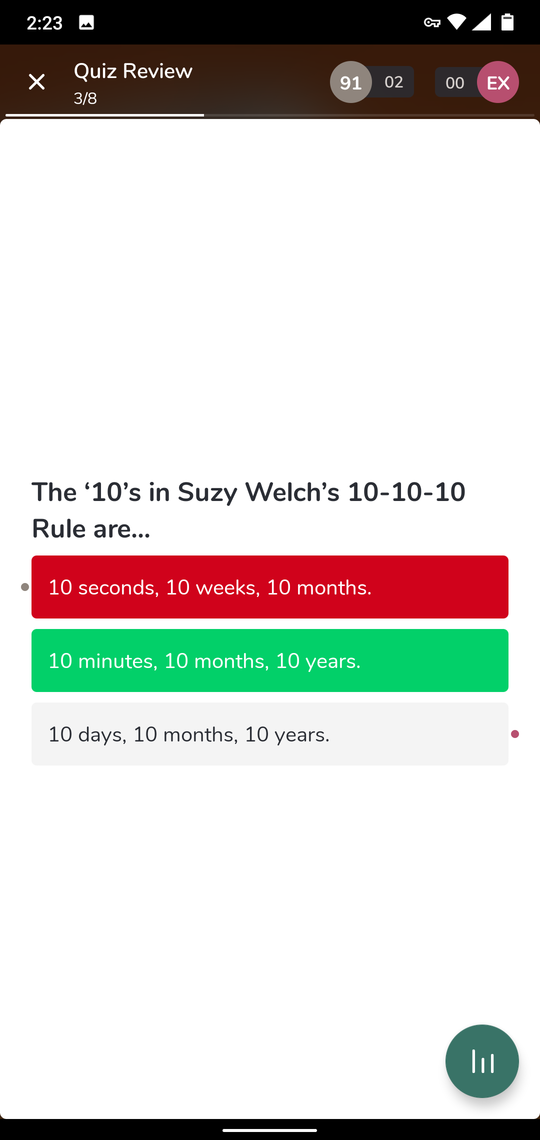 2:23
Quiz Review
3/8
91 02
00 EX
The ‘10’s in Suzy Welch’s 10-10-10
Rule are...
10 seconds, 10 weeks, 10 months.
10 minutes, 10 months, 10 years.
10 days, 10 months, 10 years.